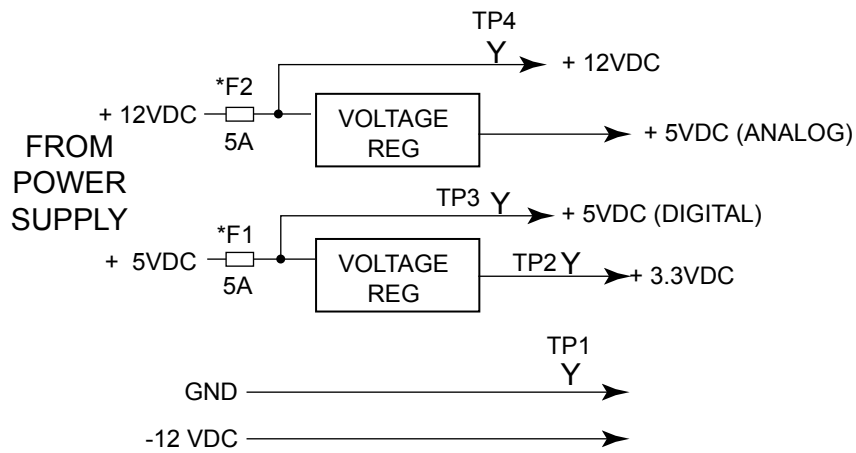 TP4
Y
+ 12VDC
*F2
+ 12VDC
5A
VOLTAGE
REG
+ 5VDC (ANALOG)
FROM
POWER
SUPPLY
TP3 Y
+ 5VDC (DIGITAL)
*F1
+ 5VDC
5A
VOLTAGE
REG
TP2 Y
+ 3.3VDC
TP1
Y
GND
-12 VDC